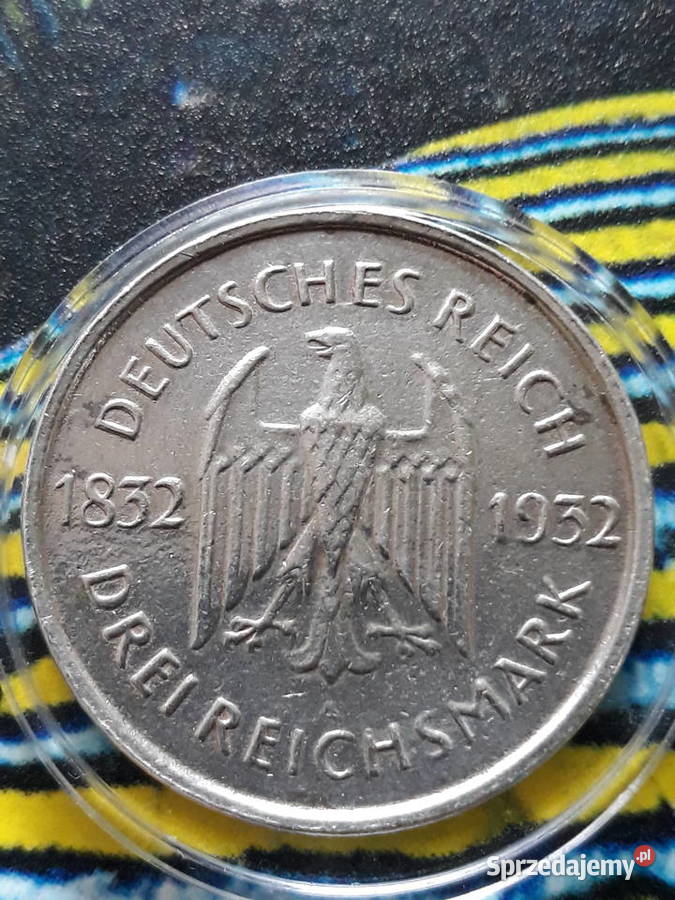 DEUTSCHES REICH
1832 1932
DREI REICHSMARK
A
Sprzedajemy.pl